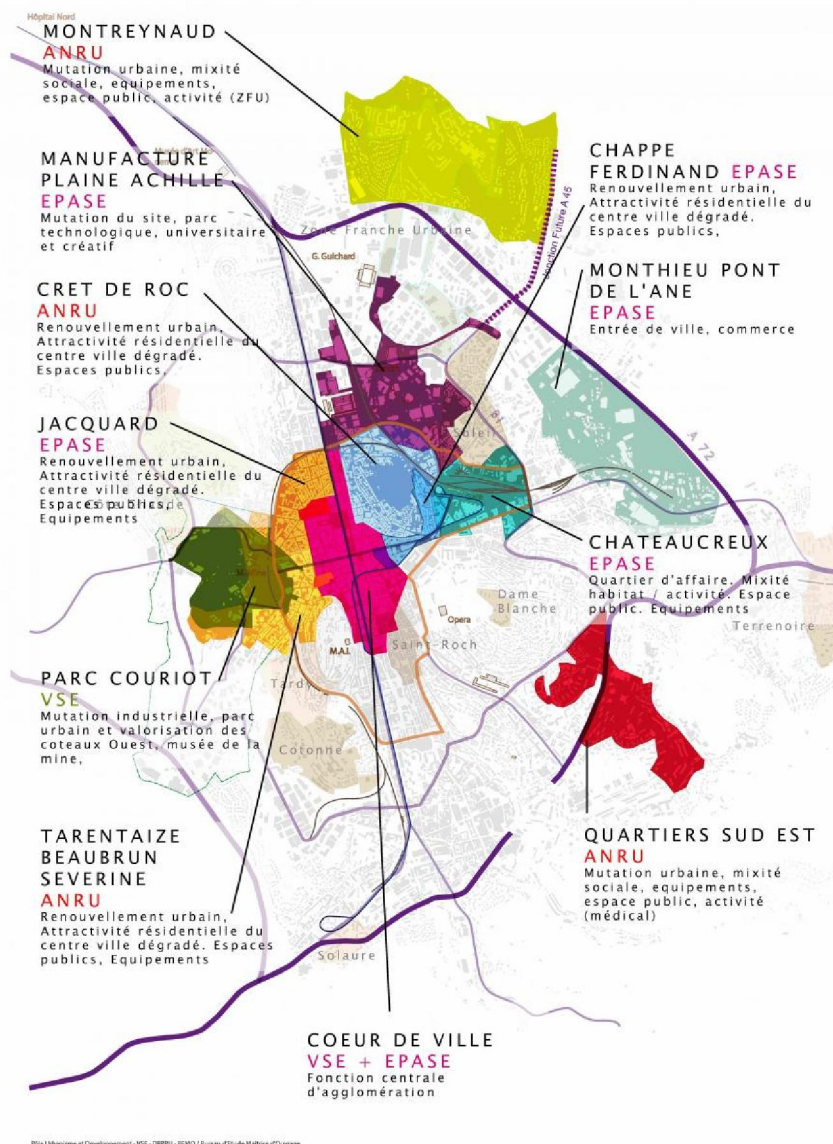 Hôpital Nord
MONTREYNAUD
ANRU
Mutation urbaine, mixité
sociale, equipements,
espace public, activité (ZFU)
MANUFACTURE
PLAINE ACHILLE
EPASE
Mutation du site, parc
technologique, universitaire
et créatif
CRET DE ROC
ANRU
Renouvellement urbain,
Attractivité résidentielle du
centre ville dégradé.
Espaces publics,
JACQUARD
EPASE
Renouvellement urbain,
Attractivité résidentielle du
centre ville dégradé.
Espaces publics,
Equipements
PARC COURIOT
VSE
Mutation industrielle, parc
urbain et valorisation des
coteaux Ouest, musée de la
mine,
TARENTAIZE
BEAUBRUN
SEVERINE
ANRU
Renouvellement urbain,
Attractivité résidentielle du
centre ville dégradé. Espaces
publics, Equipements
COEUR DE VILLE
VSE + EPASE
Fonction centrale
d'agglomération
CHAPPE
FERDINAND EPASE
Renouvellement urbain,
Attractivité résidentielle du
centre ville dégradé.
Espaces publics,
MONTHIEU PONT
DE L'ANE
EPASE
Entrée de ville, commerce
CHATEAUCREUX
EPASE
Quartier d'affaire. Mixité
habitat / activité. Espace
public. Equipements
QUARTIERS SUD EST
ANRU
Mutation urbaine, mixité
sociale, equipements,
espace public, activité
(médical)
Zone Franche Urbaine
G. Guichard
Jonction Future A 45
A 72
Soleil
Dame
Blanche
Terrenoire
Opera
Saint-Roch
M.A.I.
Tardy
Cotonne
Solaure